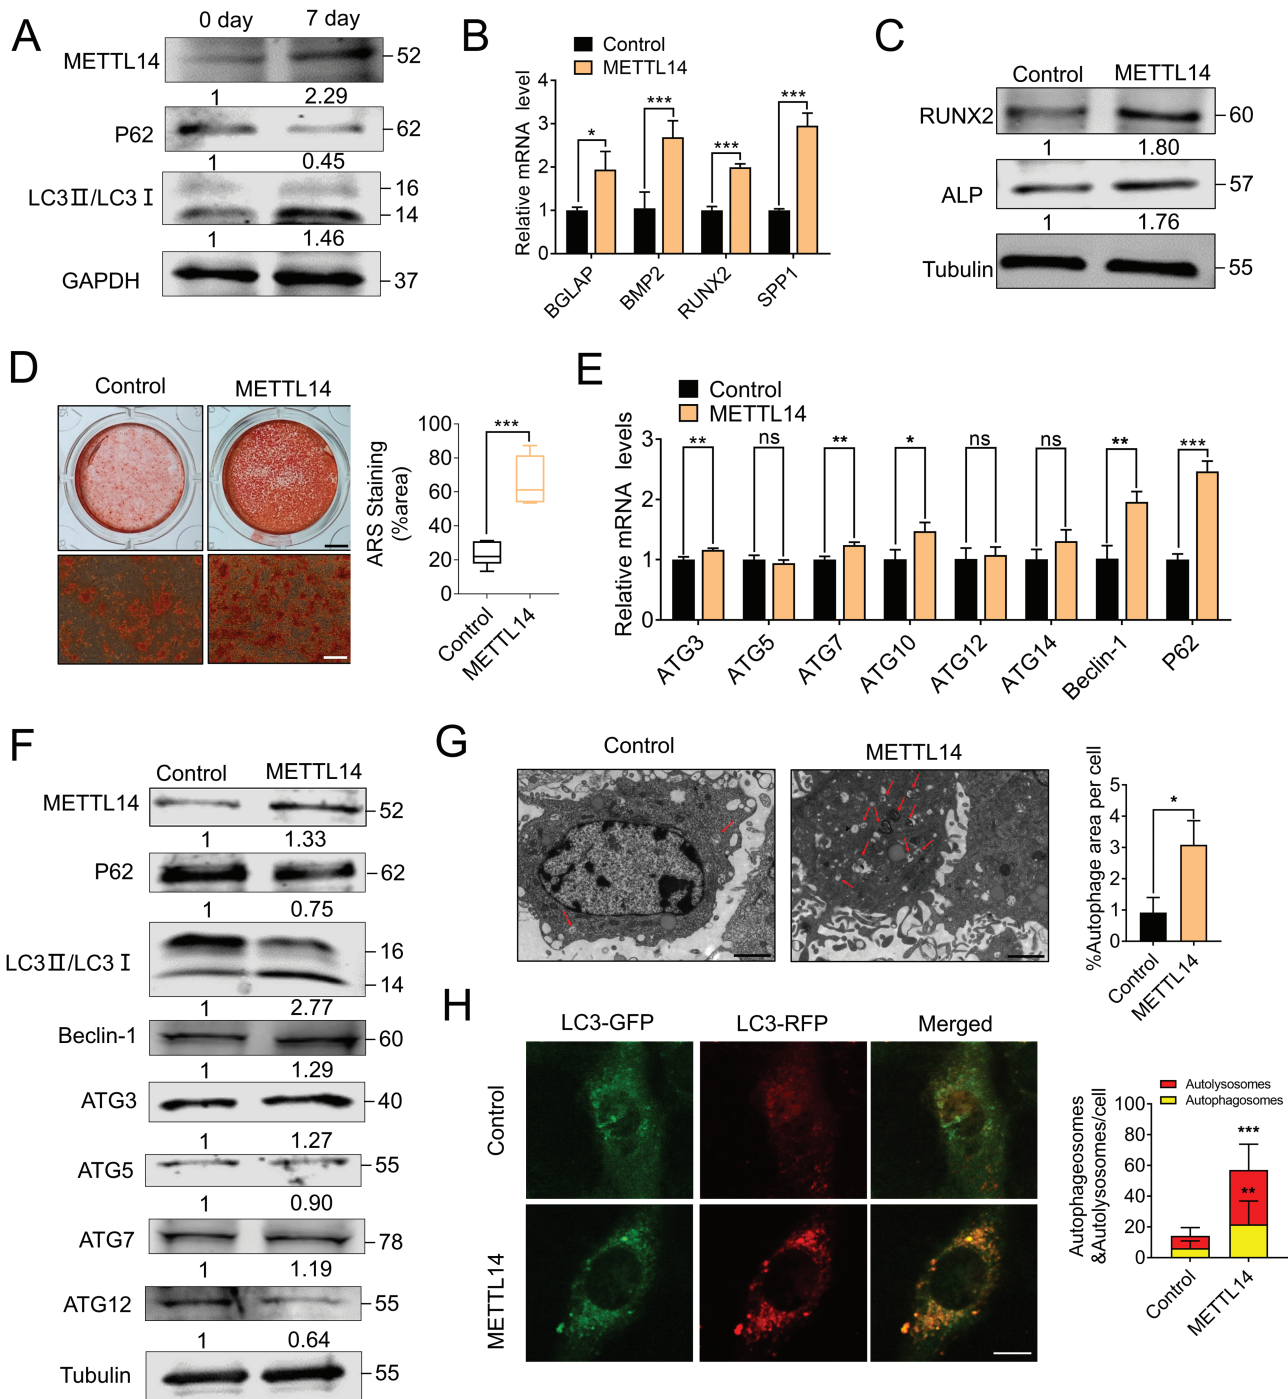 A
0 day 7 day
METTL14
52
1 2.29
P62
62
1 0.45
LC3Ⅱ/LC3Ⅰ
16
14
1 1.46
GAPDH
37
B
Control
METTL14
Relative mRNA level
4
3
2
1
0
*
***
***
***
BGLAP
BMP2
RUNX2
SPP1
C
Control METTL14
RUNX2
60
1 1.80
ALP
57
1 1.76
Tubulin
55
D
Control METTL14
ARS Staining
(%area)
100
80
60
40
20
0
***
Control
METTL14
E
Control
METTL14
Relative mRNA levels
3
2
1
0
**
ns
**
*
ns
ns
**
***
ATG3
ATG5
ATG7
ATG10
ATG12
ATG14
Beclin-1
P62
F
Control METTL14
METTL14
52
1 1.33
P62
62
1 0.75
LC3Ⅱ/LC3Ⅰ
16
14
1 2.77
Beclin-1
60
1 1.29
ATG3
40
1 1.27
ATG5
55
1 0.90
ATG7
78
1 1.19
ATG12
55
1 0.64
Tubulin
55
G
Control METTL14
%Autophage area per cell
5
4
3
2
1
0
*
Control
METTL14
H
LC3-GFP LC3-RFP Merged
Control
METTL14
Autolysosomes
Autophagosomes
Autophageosomes
&Autolysosomes/cell
100
80
60
40
20
0
***
**
Control
METTL14